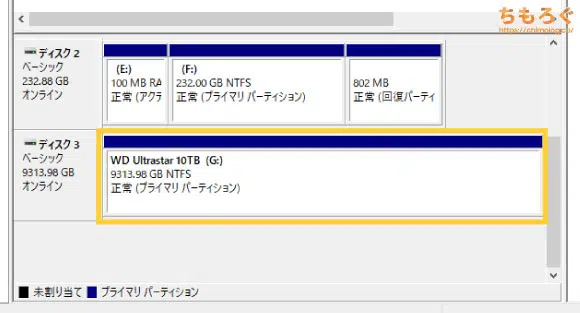 ちもろぐ
https://chimolog.co/
ディスク 2
ベーシック
232.88 GB
オンライン
(E:)
100 MB RA
正常 (アクラ
(F:)
232.00 GB NTFS
正常 (プライマリ パーティション)
802 MB
正常 (回復パーティ
ディスク 3
ベーシック
9313.98 GB
オンライン
WD Ultrastar 10TB (G:)
9313.98 GB NTFS
正常 (プライマリ パーティション)
未割り当て プライマリ パーティション